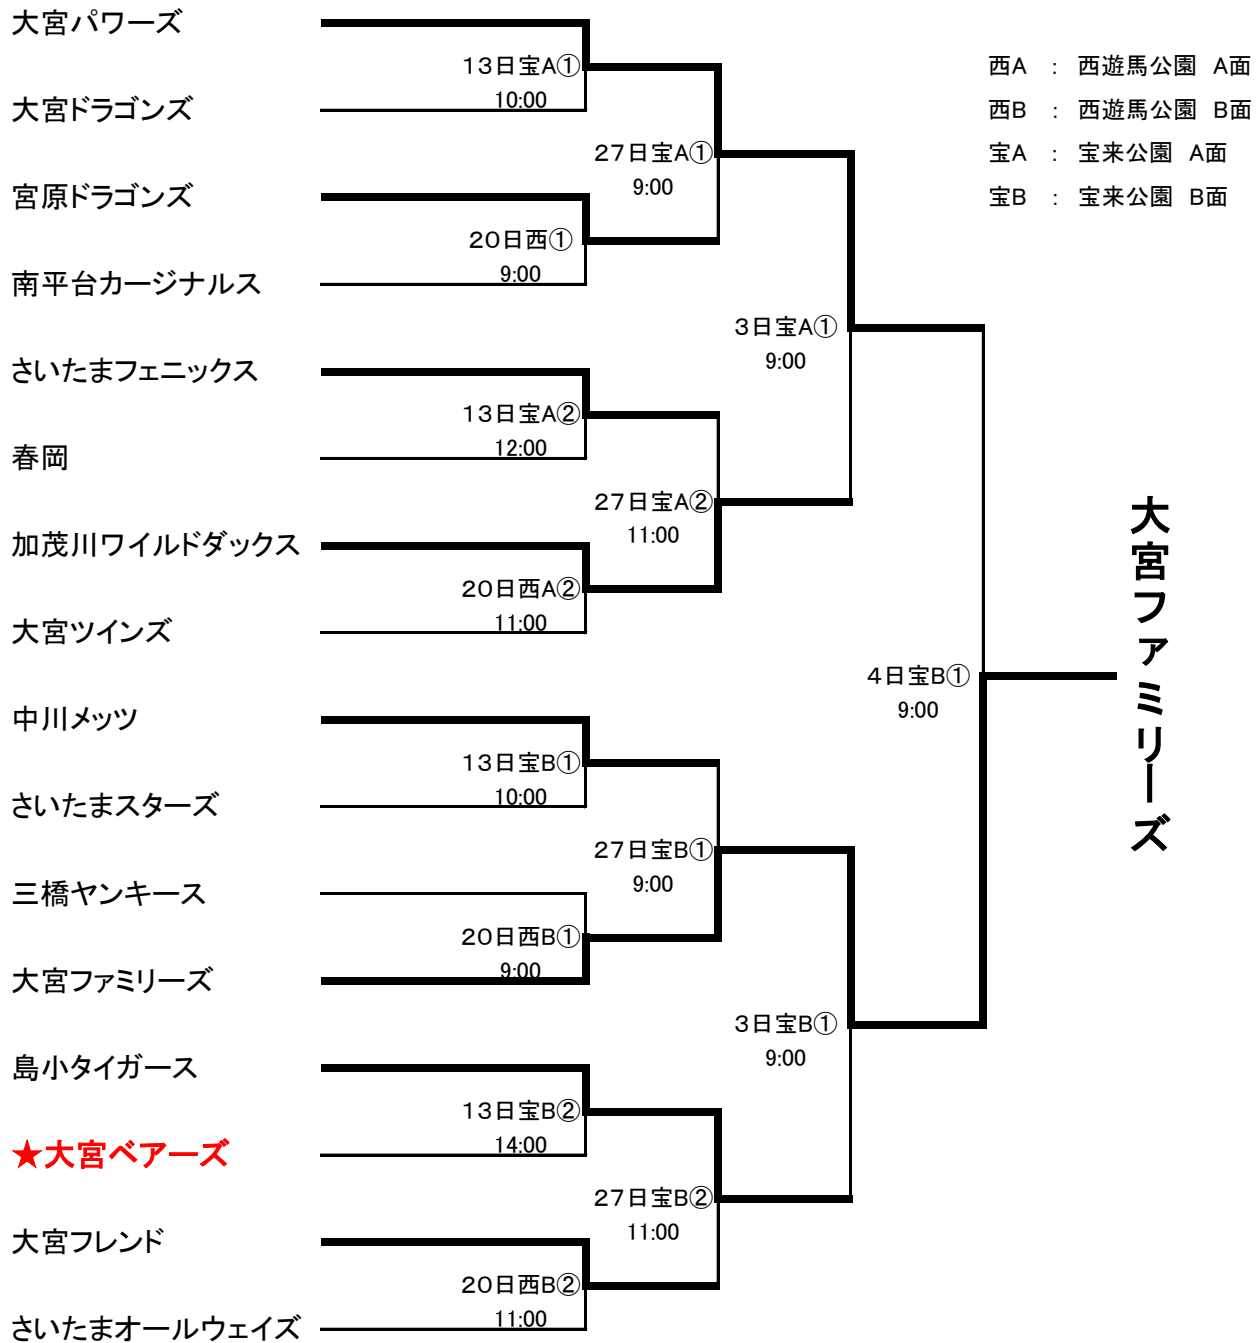 大宮パワーズ
13日宝A①
10:00
大宮ドラゴンズ
27日宝A①
9:00
宮原ドラゴンズ
20日西①
9:00
南平台カージナルス
3日宝A①
9:00
さいたまフェニックス
13日宝A②
12:00
春岡
27日宝A②
11:00
加茂川ワイルドダックス
20日西A②
11:00
大宮ツインズ
4日宝B①
9:00
中川メッツ
13日宝B①
10:00
さいたまスターズ
27日宝B①
9:00
三橋ヤンキース
20日西B①
9:00
大宮ファミリーズ
3日宝B①
9:00
島小タイガース
13日宝B②
14:00
★大宮ベアーズ
27日宝B②
11:00
大宮フレンド
20日西B②
11:00
さいたまオールウェイズ
西A : 西遊馬公園 A面
西B : 西遊馬公園 B面
宝A : 宝来公園 A面
宝B : 宝来公園 B面
大宮ファミリーズ